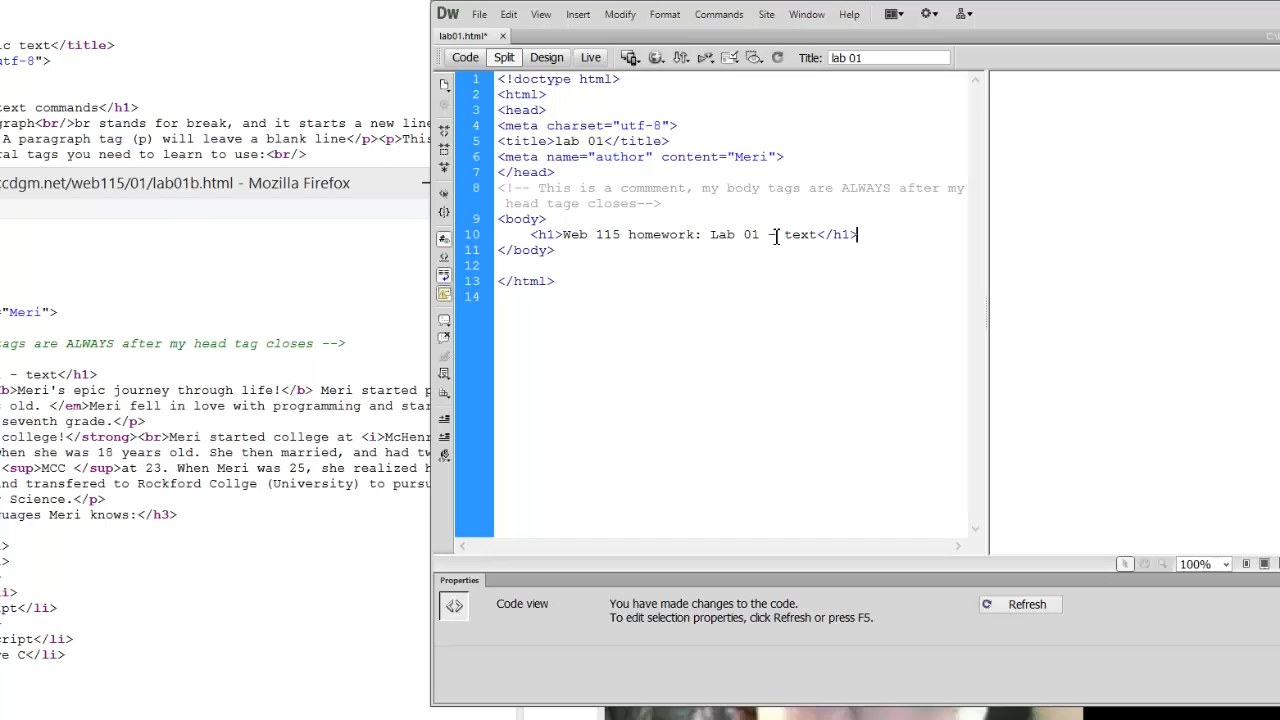 ic text</title>
utf-8">
text commands</h1>
graph<br/>br stands for break, and it starts a new line
A paragraph tag (p) will leave a blank line</p><p>This
ral tags you need to learn to use:<br/>
ccdgm.net/web115/01/lab01b.html - Mozilla Firefox
="Meri">
tags are ALWAYS after my head tag closes -->
- text</h1>
b>Meri's epic journey through life!</b> Meri started p
s old. </em>Meri fell in love with programming and star
seventh grade.</p>
college!</strong><br>Meri started college at <i>McHenr
when she was 18 years old. She then married, and had tw
<sup>MCC </sup>at 23. When Meri was 25, she realized h
nd transfered to Rockford Collge (University) to pursu
r Science.</p>
guages Meri knows:</h3>
>
>
li>
pt</li>
cript</li>
ve C</li>
Dw File Edit View Insert Modify Format Commands Site Window Help
lab01.html* ×
Code Split Design Live Title: lab 01
1 <!doctype html>
2 <html>
3 <head>
4 <meta charset="utf-8">
5 <title>lab 01</title>
6 <meta name="author" content="Meri">
7 </head>
8 <!-- This is a commment, my body tags are ALWAYS after my
head tage closes-->
9 <body>
10 <h1>Web 115 homework: Lab 01 - text</h1>
11 </body>
12
13 </html>
14
100%
Properties
Code view You have made changes to the code. Refresh
To edit selection properties, click Refresh or press F5.